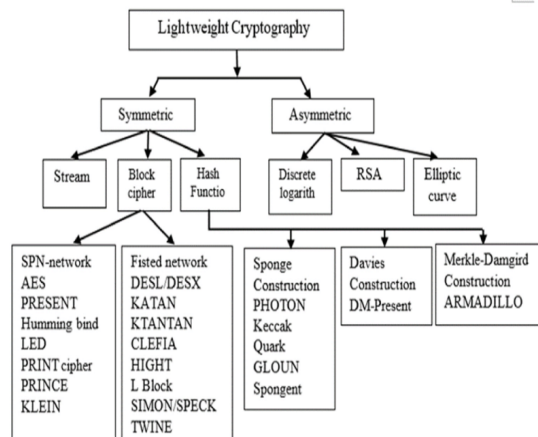 Lightweight Cryptography
Symmetric
Asymmetric
Stream
Block
cipher
Hash
Functio
Discrete
logarith
RSA
Elliptic
curve
SPN-network
AES
PRESENT
Humming bind
LED
PRINT cipher
PRINCE
KLEIN
Fisted network
DESL/DESX
KATAN
KTANTAN
CLEFIA
HIGHT
L Block
SIMON/SPECK
TWINE
Sponge
Construction
PHOTON
Keccak
Quark
GLOUN
Spongent
Davies
Construction
DM-Present
Merkle-Damgird
Construction
ARMADILLO